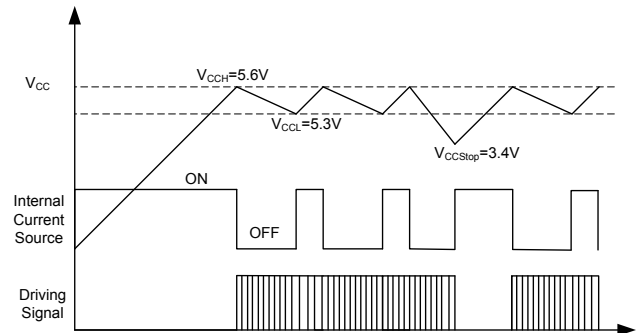 V_CC
V_CCH=5.6V
V_CCL=5.3V
V_CCStop=3.4V
ON
Internal
Current
Source
OFF
Driving
Signal